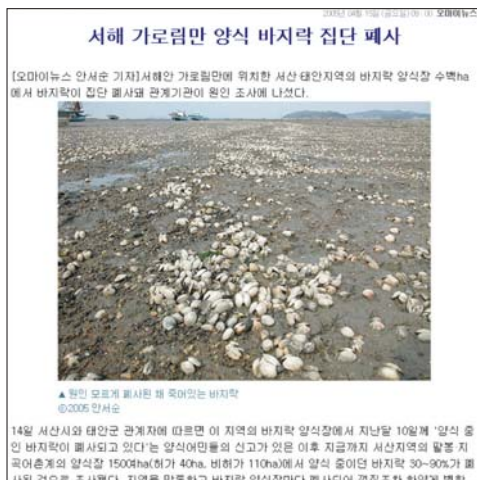 2005년 04월 15일 (금요일) 09:00 오마이뉴스
서해 가로림만 양식 바지락 집단 폐사
[오마이뉴스 안서순 기자]서해안 가로림만에 위치한 서산·태안지역의 바지락 양식장 수백ha
에서 바지락이 집단 폐사돼 관계기관이 원인 조사에 나섰다.
▲ 원인 모르게 폐사된 채 죽어있는 바지락
©2005 안서순
14일 서산시와 태안군 관계자에 따르면 이 지역의 바지락 양식장에서 지난달 10일께 '양식 중
인 바지락이 폐사되고 있다'는 양식어민들의 신고가 있은 이후 지금까지 서산지역의 팔봉·지
곡어촌계의 양식장 1500ha(허가 40ha, 비허가 110ha)에서 양식 중이던 바지락 30~90%가 폐